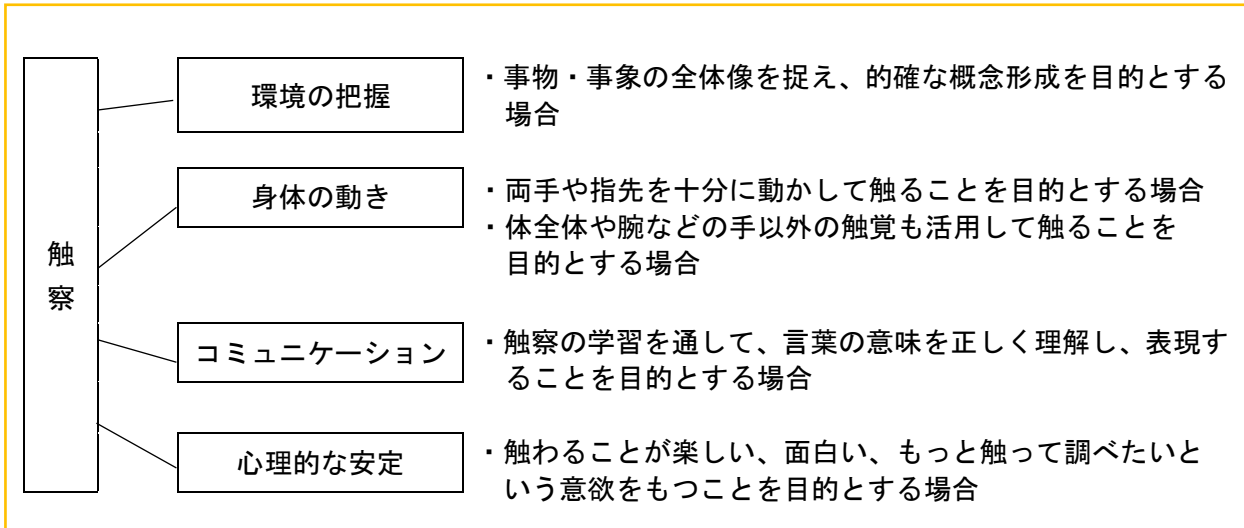 触察
環境の把握
・事物・事象の全体像を捉え、的確な概念形成を目的とする
場合
身体の動き
・両手や指先を十分に動かして触ることを目的とする場合
・体全体や腕などの手以外の触覚も活用して触ることを
目的とする場合
コミュニケーション
・触察の学習を通して、言葉の意味を正しく理解し、表現す
ることを目的とする場合
心理的な安定
・触わることが楽しい、面白い、もっと触って調べたいと
いう意欲をもつことを目的とする場合